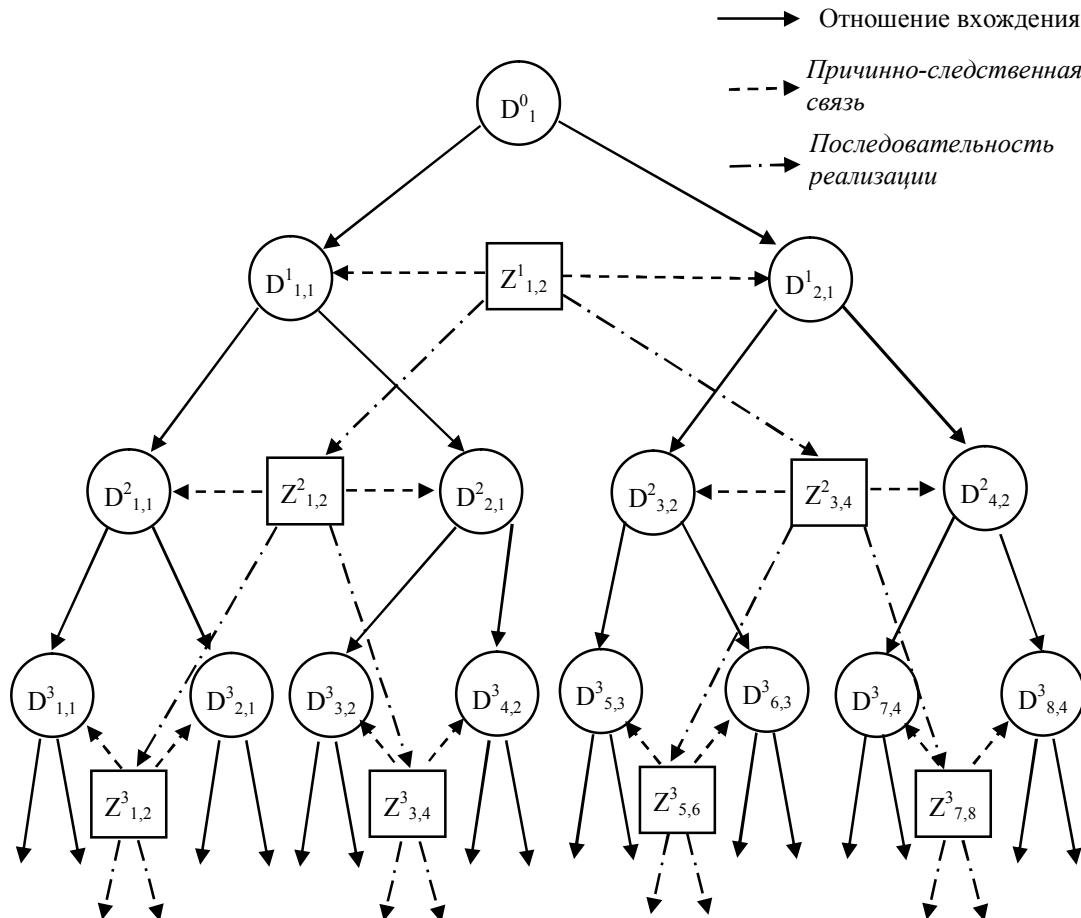 Отношение вхождения
Причинно-следственная
связь
Последовательность
реализации
D⁰₁
D¹₁,₁
Z¹₁,₂
D¹₂,₁
D²₁,₁
Z²₁,₂
D²₂,₁
D²₃,₂
Z²₃,₄
D²₄,₂
D³₁,₁
D³₂,₁
D³₃,₂
D³₄,₂
D³₅,₃
D³₆,₃
D³₇,₄
D³₈,₄
Z³₁,₂
Z³₃,₄
Z³₅,₆
Z³₇,₈